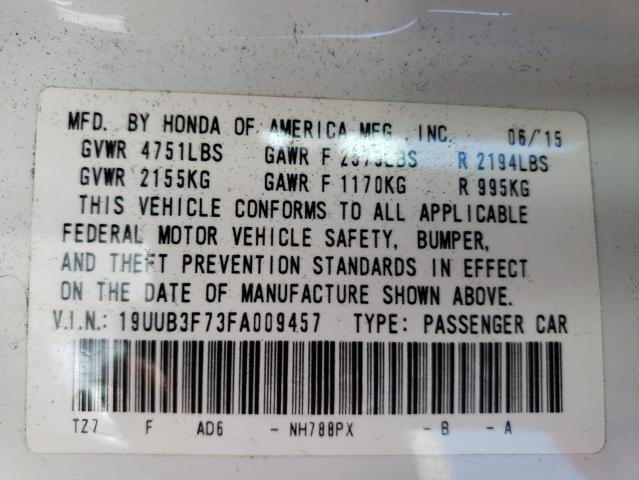 MFD. BY HONDA OF AMERICA MFG., INC. 06/'15
GVWR 4751LBS GAWR F LBS R 2194LBS
GVWR 2155KG GAWR F 1170KG R 995KG
THIS VEHICLE CONFORMS TO ALL APPLICABLE
FEDERAL MOTOR VEHICLE SAFETY, BUMPER,
AND THEFT PREVENTION STANDARDS IN EFFECT
ON THE DATE OF MANUFACTURE SHOWN ABOVE.
V.I.N.: 19UUB3F73FA009457 TYPE: PASSENGER CAR
TZ7 F AD6 - NH788PX - B - A